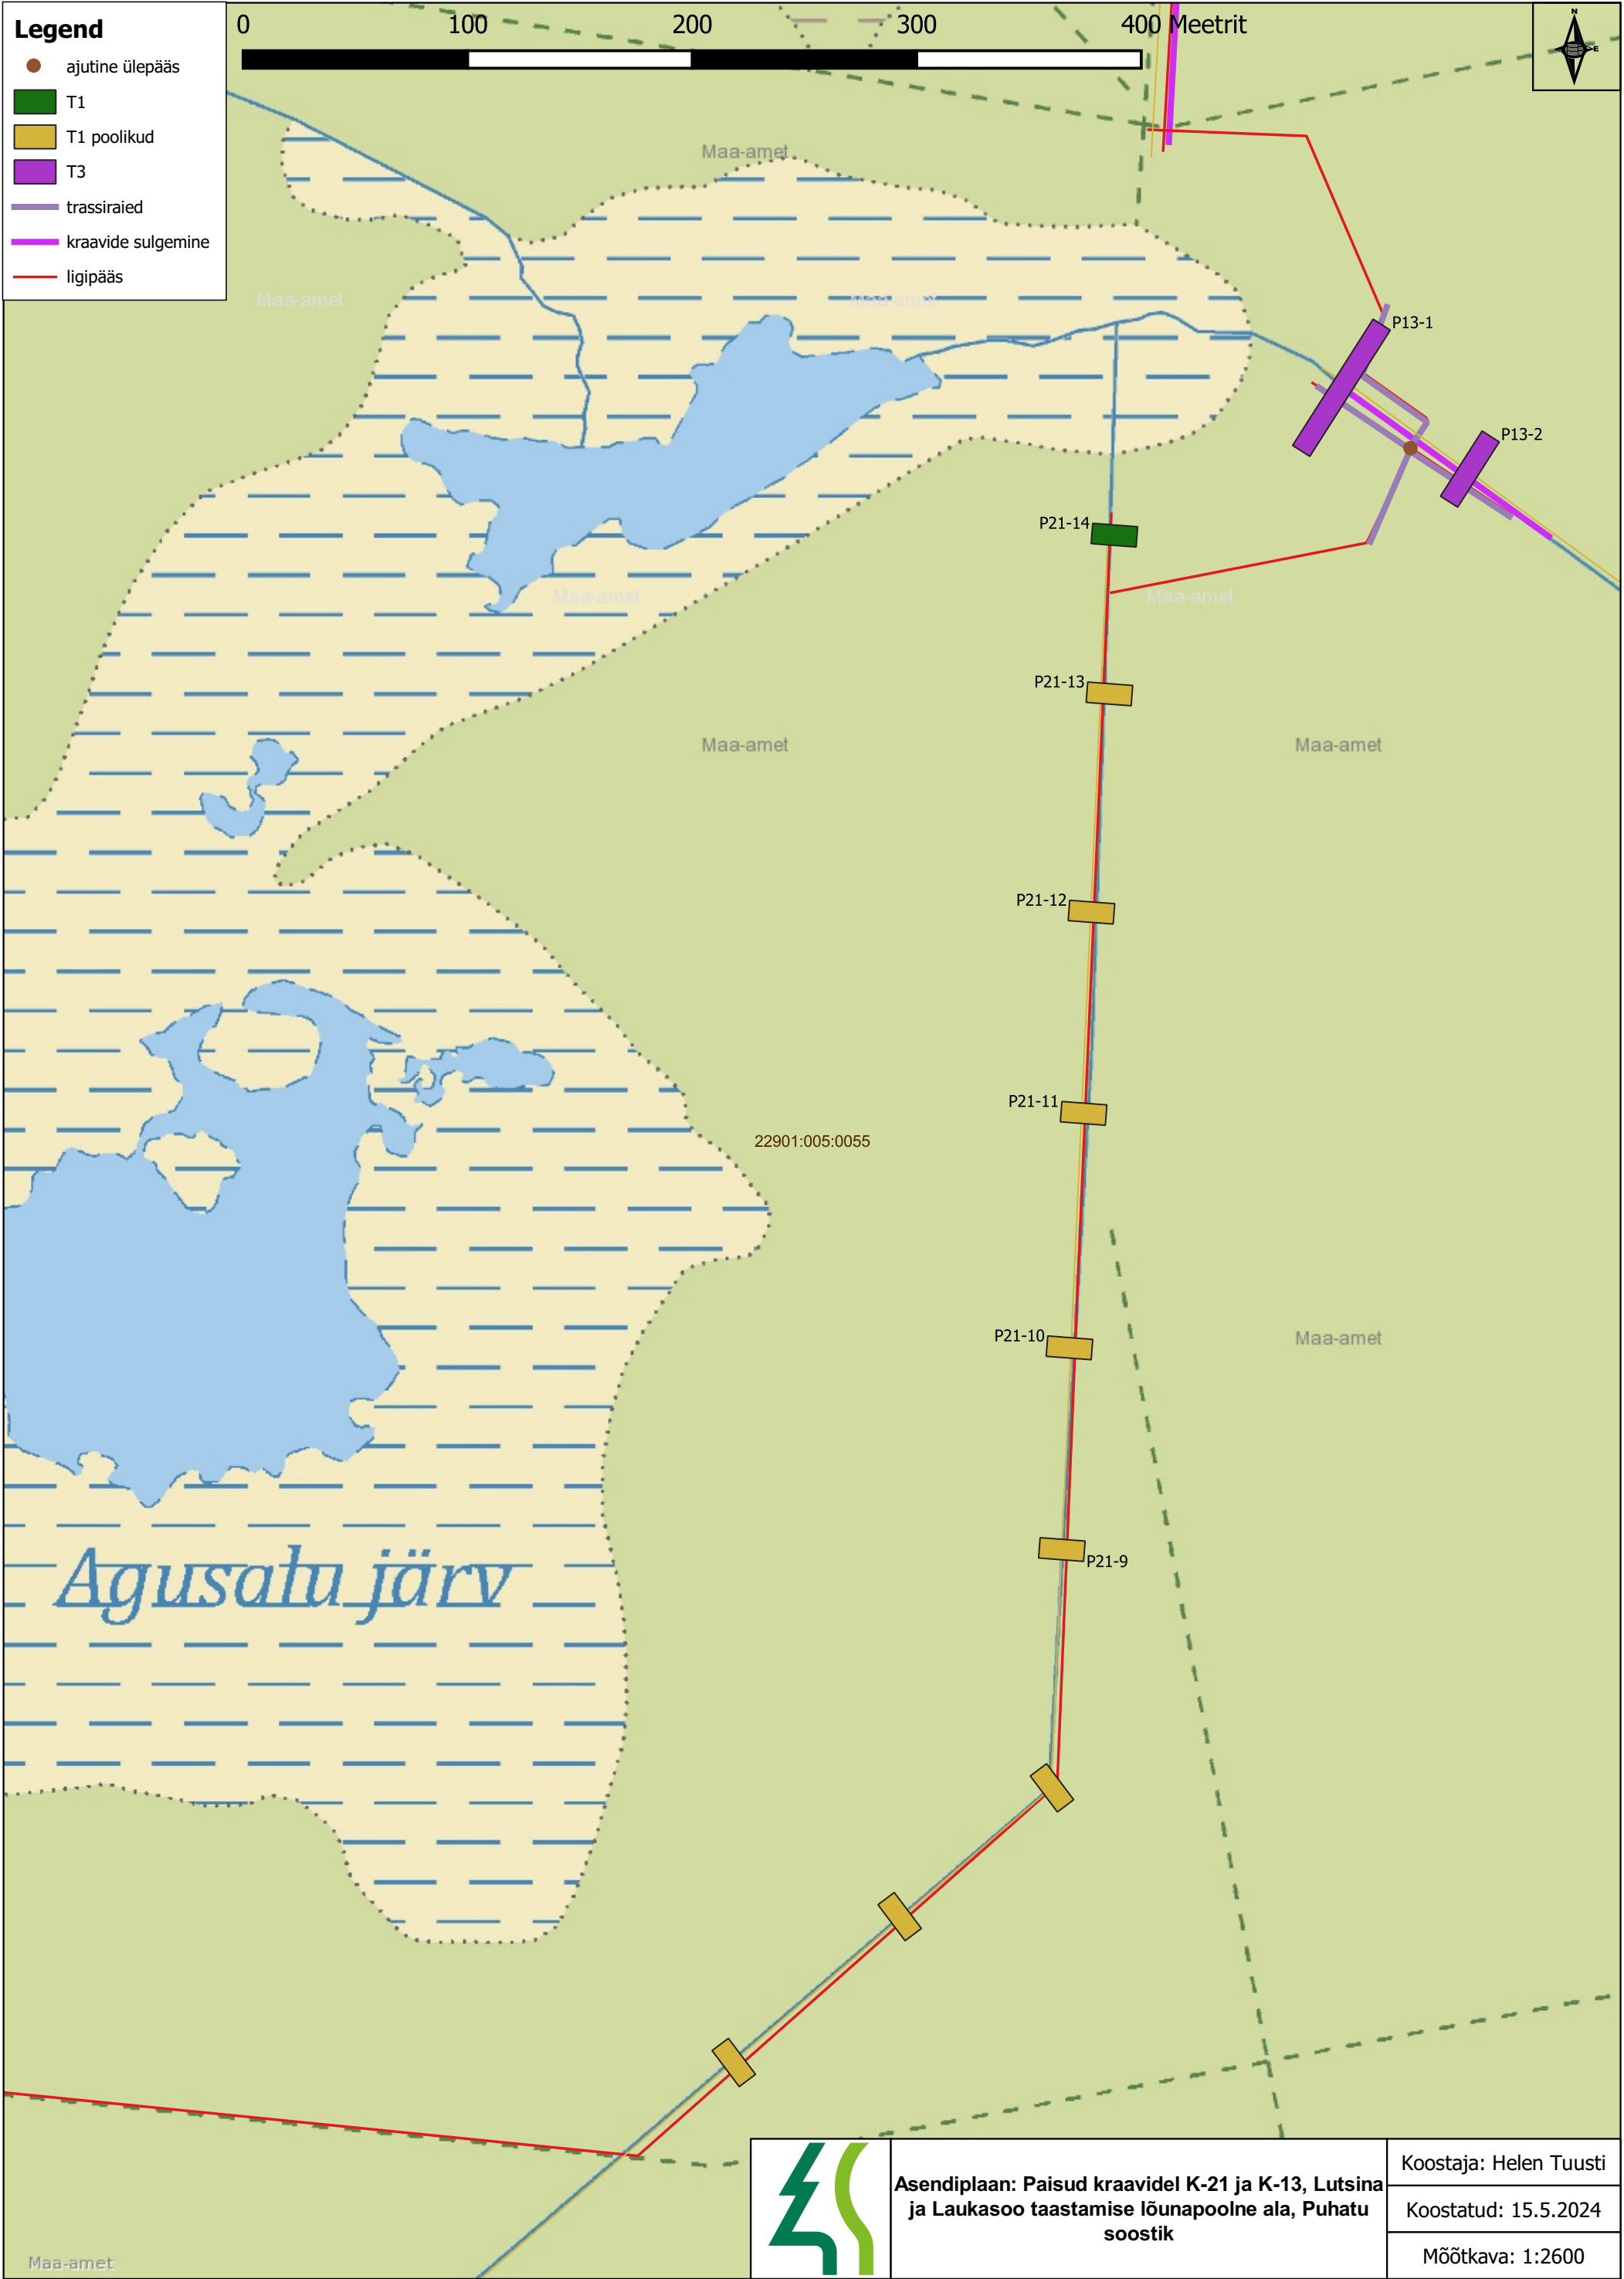 Legend
ajutine ülepääs
T1
T1 poolikud
T3
trassiraied
kraavide sulgemine
ligipääs
0 100 200 300 400 Meetrit
N
E
Maa-amet
Maa-amet
Maa-amet
P13-1
P13-2
P21-14
Maa-amet
Maa-amet
P21-13
Maa-amet
Maa-amet
P21-12
P21-11
22901:005:0055
P21-10
Maa-amet
P21-9
Agusalu järv
Maa-amet
Asendiplaan: Paisud kraavidel K-21 ja K-13, Lutsina
ja Laukasoo taastamise lõunapoolne ala, Puhatu
soostik
Koostaja: Helen Tuusti
Koostatud: 15.5.2024
Mõõtkava: 1:2600